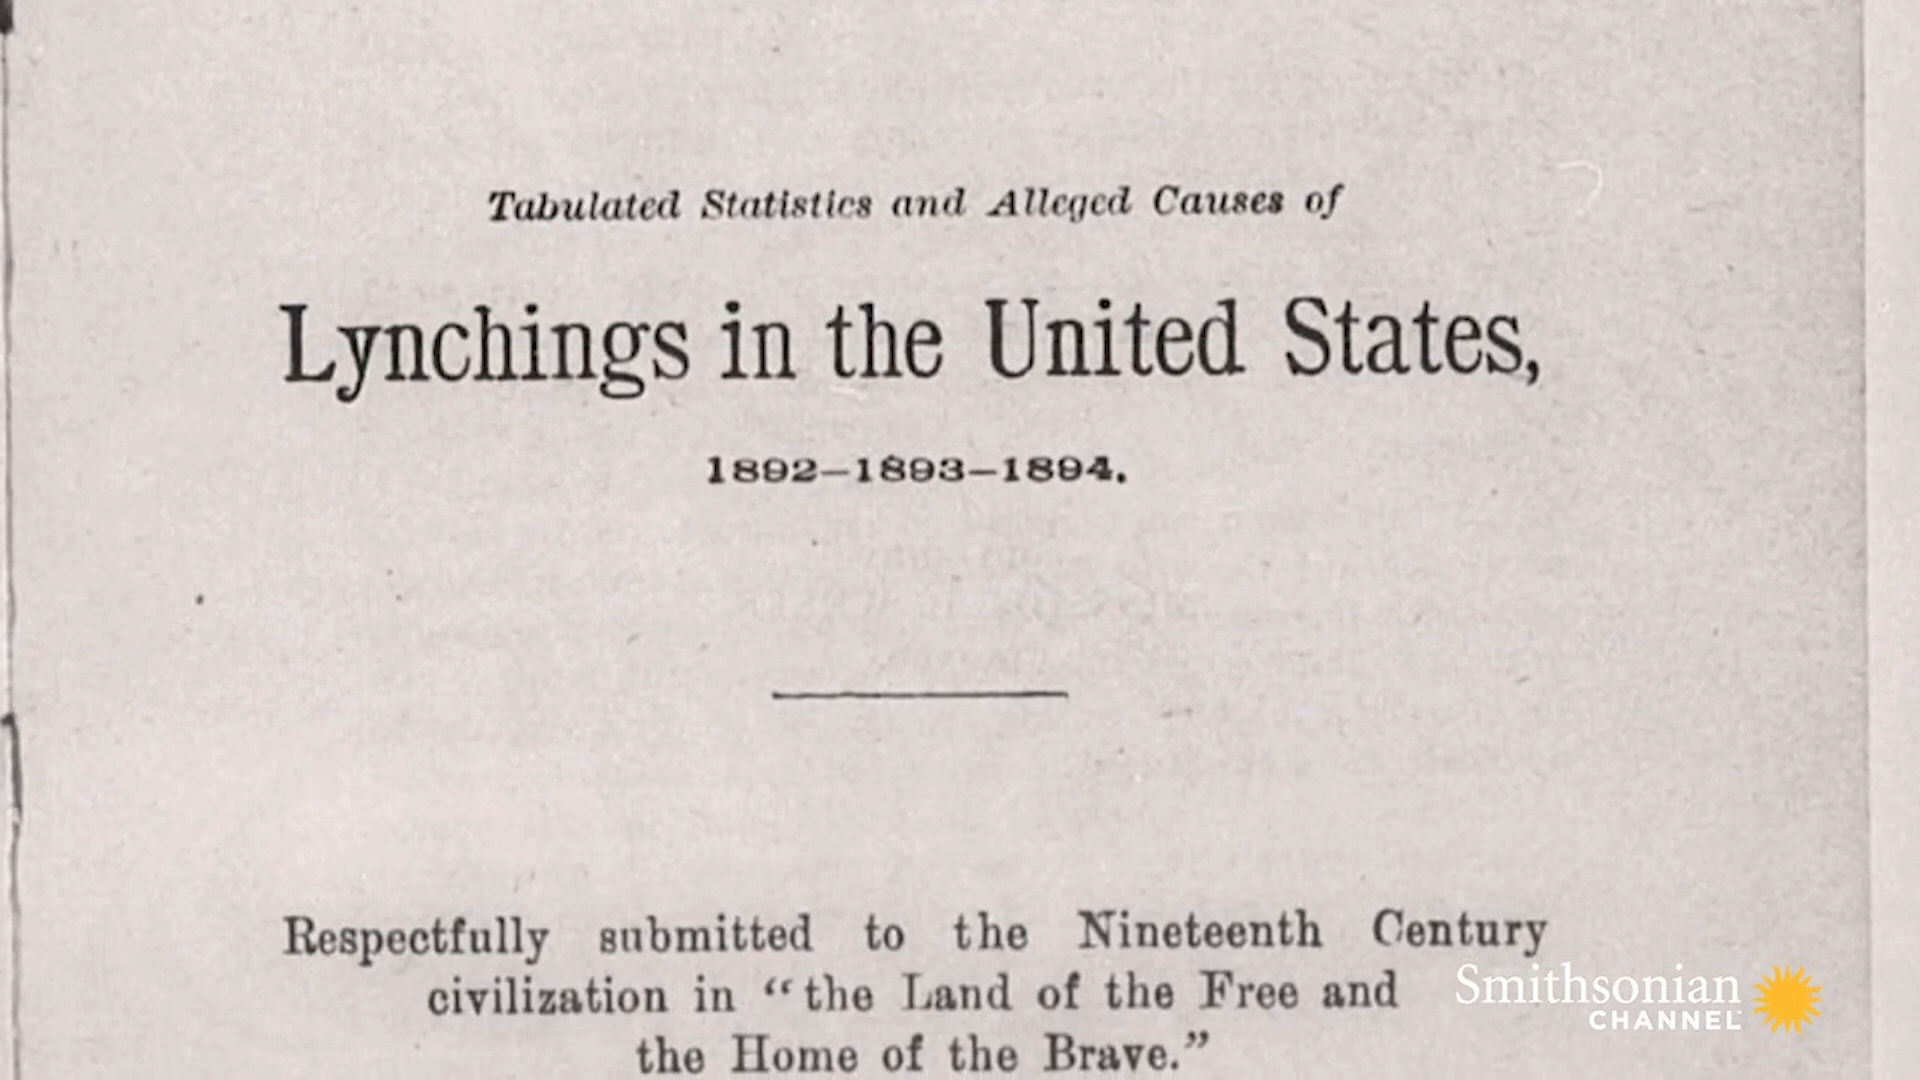 Tabulated Statistics and Alleged Causes of
Lynchings in the United States,
1892–1893–1894.
Respectfully submitted to the Nineteenth Century
civilization in “the Land of the Free and
the Home of the Brave.”
Smithsonian
CHANNEL